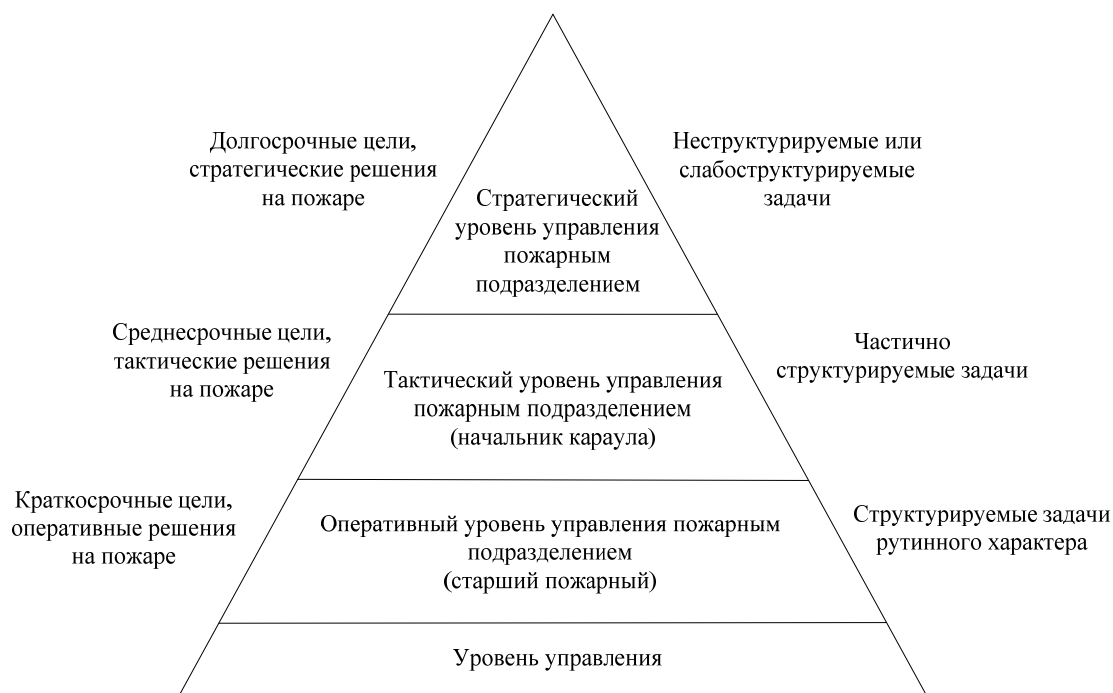 Долгосрочные цели,
стратегические решения
на пожаре
Неструктурируемые или
слабоструктурируемые
задачи
Стратегический
уровень управления
пожарным
подразделением
Среднесрочные цели,
тактические решения
на пожаре
Тактический уровень управления
пожарным подразделением
(начальник караула)
Частично
структурируемые задачи
Краткосрочные цели,
оперативные решения
на пожаре
Оперативный уровень управления пожарным
подразделением
(старший пожарный)
Структурируемые задачи
рутинного характера
Уровень управления